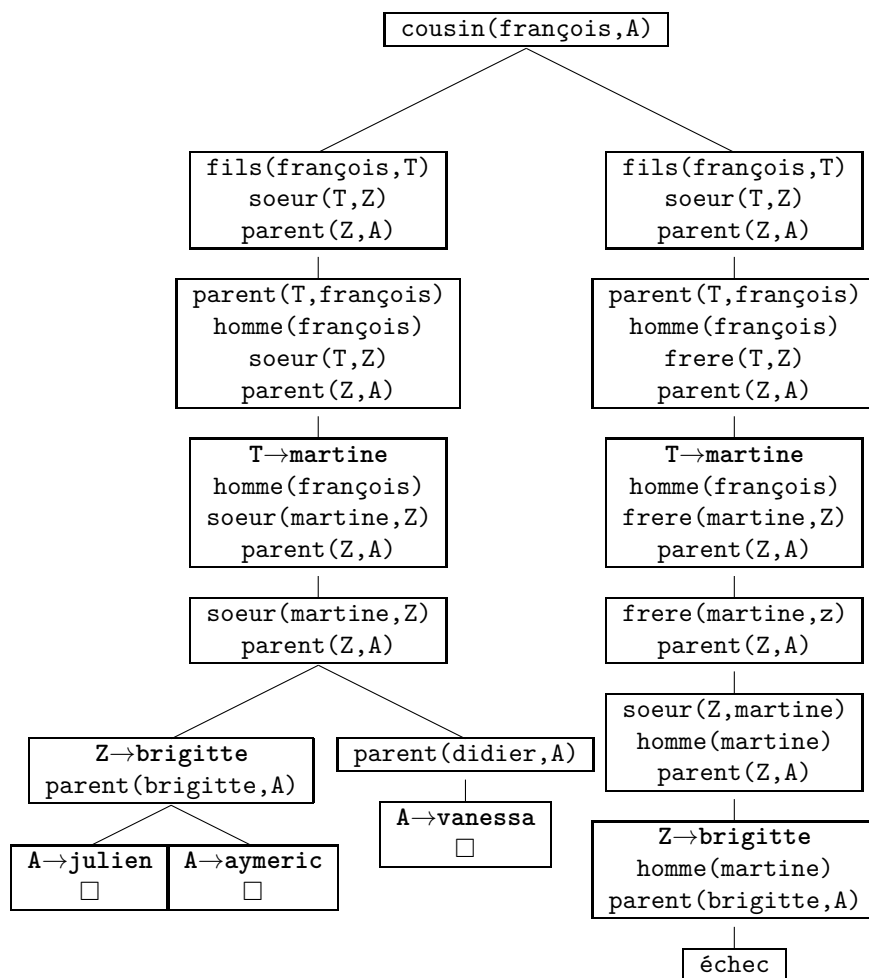 cousin(françois,A)
fils(françois,T)
soeur(T,Z)
parent(Z,A)
fils(françois,T)
soeur(T,Z)
parent(Z,A)
parent(T,françois)
homme(françois)
soeur(T,Z)
parent(Z,A)
parent(T,françois)
homme(françois)
frere(T,Z)
parent(Z,A)
T→martine
homme(françois)
soeur(martine,Z)
parent(Z,A)
T→martine
homme(françois)
frere(martine,Z)
parent(Z,A)
soeur(martine,Z)
parent(Z,A)
frere(martine,z)
parent(Z,A)
Z→brigitte
parent(brigitte,A)
parent(didier,A)
soeur(Z,martine)
homme(martine)
parent(Z,A)
A→julien
□
A→aymeric
□
A→vanessa
□
Z→brigitte
homme(martine)
parent(brigitte,A)
échec